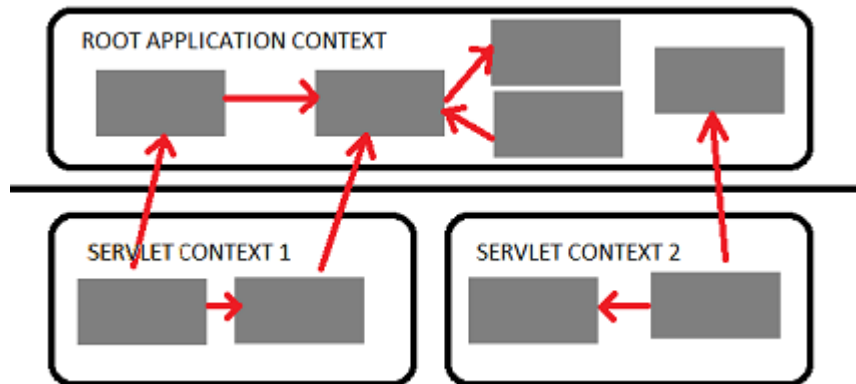 ROOT APPLICATION CONTEXT
SERVLET CONTEXT 1
SERVLET CONTEXT 2